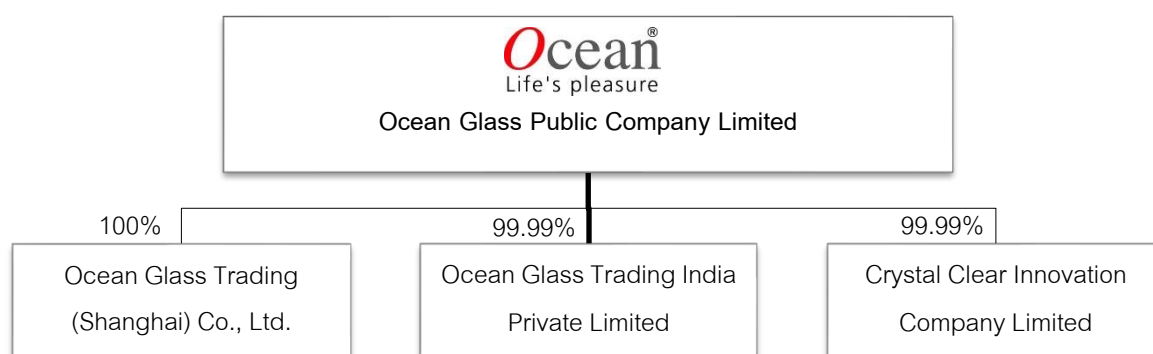 Ocean®
Life's pleasure
Ocean Glass Public Company Limited
100%
99.99%
99.99%
Ocean Glass Trading
(Shanghai) Co., Ltd.
Ocean Glass Trading India
Private Limited
Crystal Clear Innovation
Company Limited